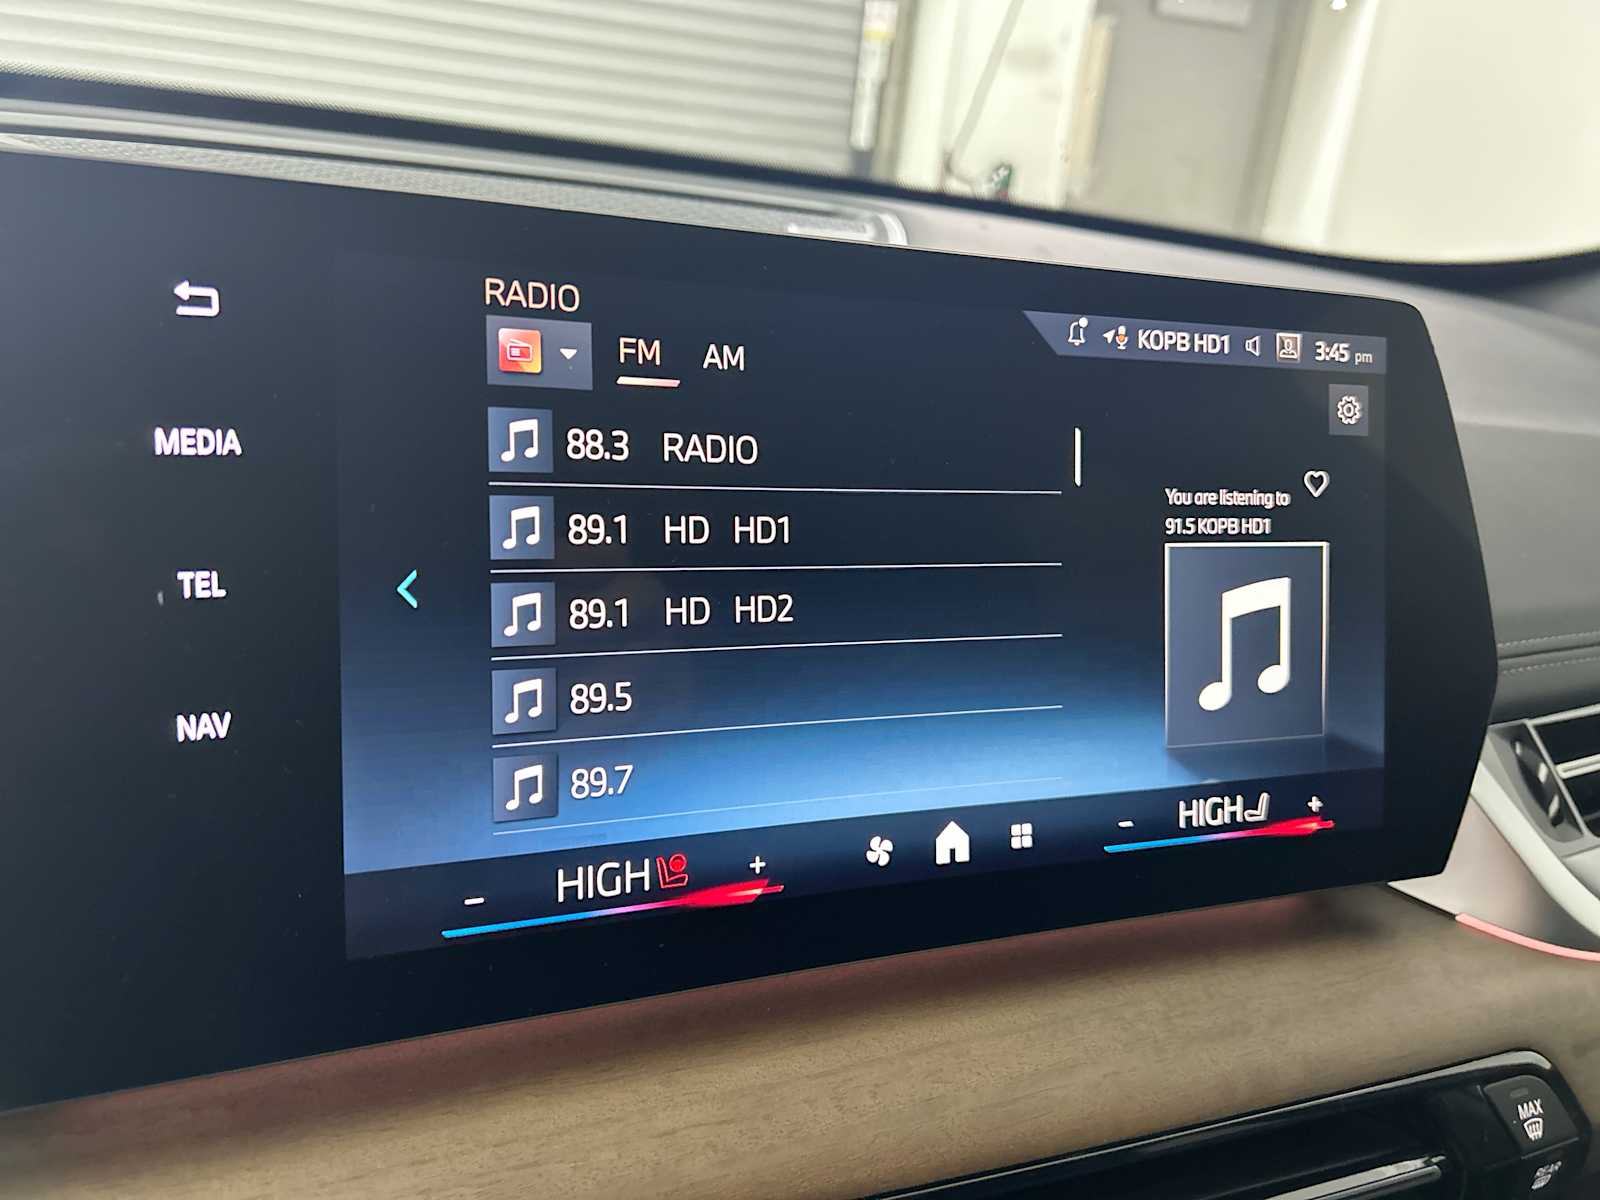 RADIO
FM AM
KOPB HD1 3:45 pm
MEDIA
TEL
NAV
88.3 RADIO
89.1 HD HD1
89.1 HD HD2
89.5
89.7
You are listening to
91.5 KOPB HD1
- HIGH +
- HIGH +
MAX
REAR